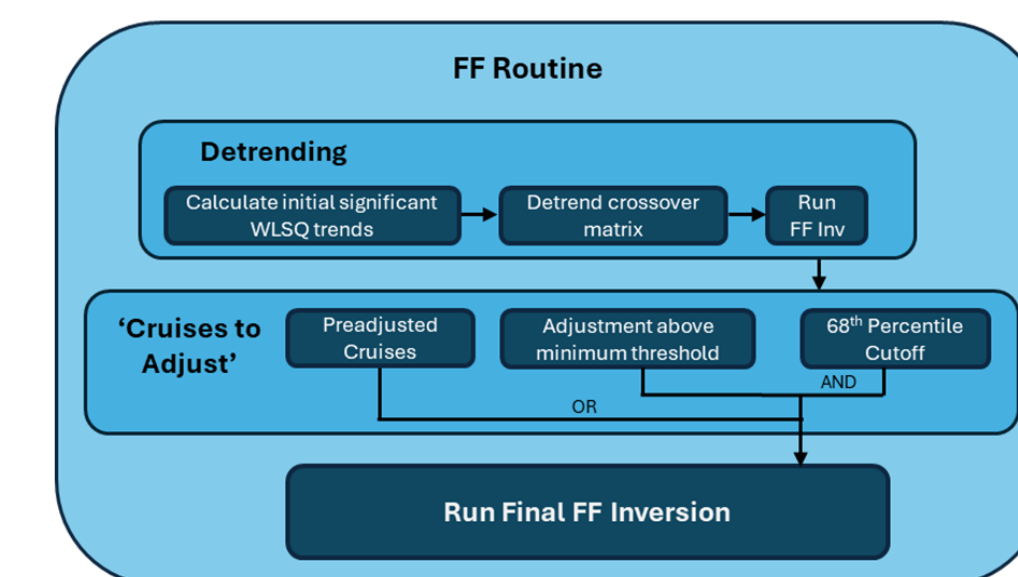 FF Routine
Detrending
Calculate initial significant
WLSQ trends
Detrend crossover
matrix
Run
FF Inv
‘Cruises to
Adjust’
Preadjusted
Cruises
Adjustment above
minimum threshold
68th Percentile
Cutoff
AND
OR
Run Final FF Inversion